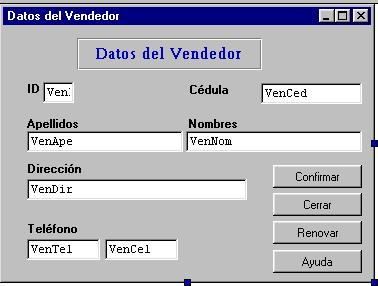 Datos del Vendedor
Datos del Vendedor
ID Cédula
VenCed
Apellidos Nombres
VenApe VenNom
Dirección
VenDir
Confirmar
Cerrar
Teléfono
Renovar
VenTel VenCel
Ayuda